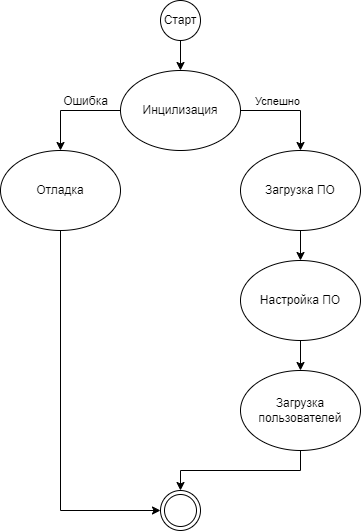 Старт
Инцилизация
Ошибка
Успешно
Отладка
Загрузка ПО
Настройка ПО
Загрузка
пользователей